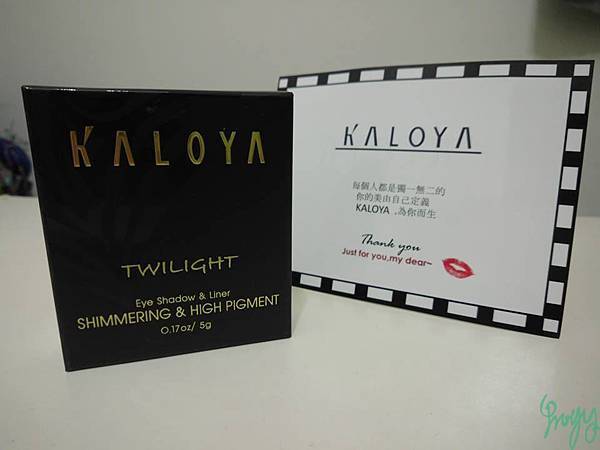 KALOYA
TWILIGHT
Eye Shadow & Liner
SHIMMERING & HIGH PIGMENT
0.17oz/ 5g
KALOYA
每個人都是獨一無二的
你的美由自己定義
KALOYA ,為你而生
Thank you
Just for you,my dear~